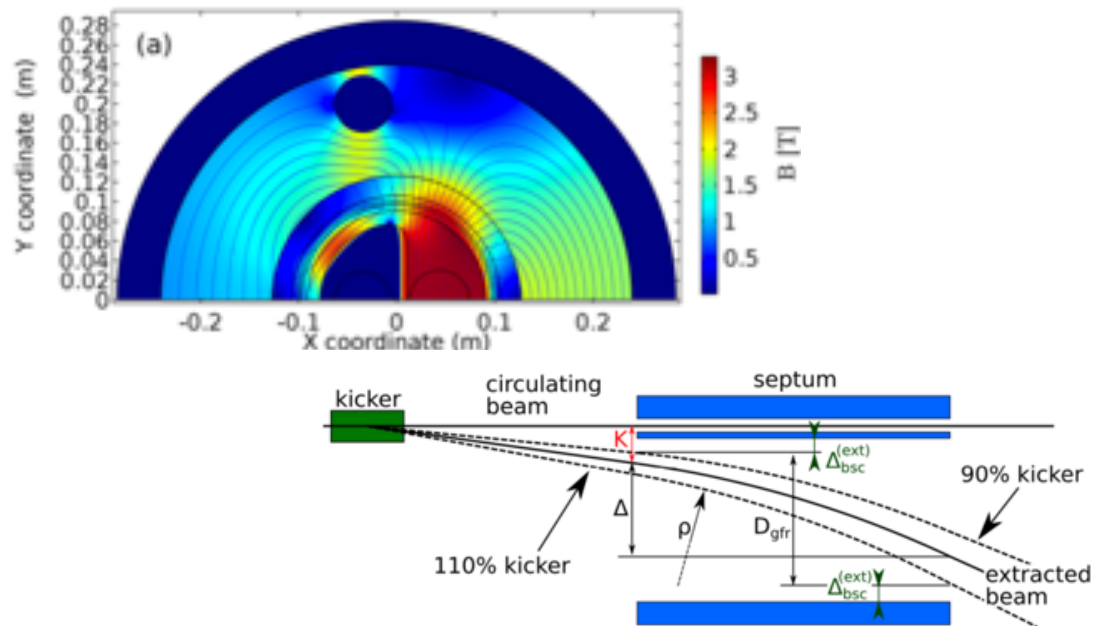 (a)
Y coordinate (m)
0.28
0.26
0.24
0.22
0.2
0.18
0.16
0.14
0.12
0.1
0.08
0.06
0.04
0.02
0
-0.2 -0.1 0 0.1 0.2
X coordinate (m)
3
2.5
2
1.5
1
0.5
B [T]
kicker
circulating
beam
septum
K
Δbsc(ext)
90% kicker
Δ
ρ
Dgfr
110% kicker
Δbsc(ext)
extracted
beam